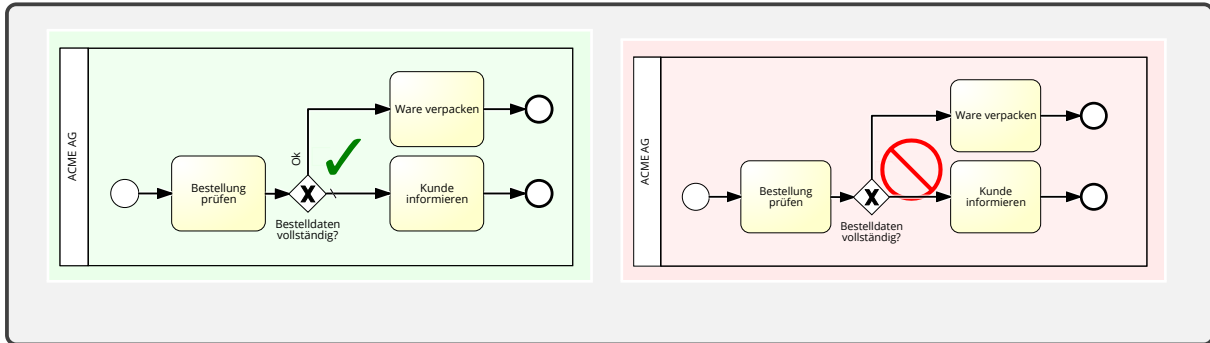 ACME AG
Bestellung
prüfen
Ok
Bestelldaten
vollständig?
Ware verpacken
Kunde
informieren
ACME AG
Bestellung
prüfen
Bestelldaten
vollständig?
Ware verpacken
Kunde
informieren